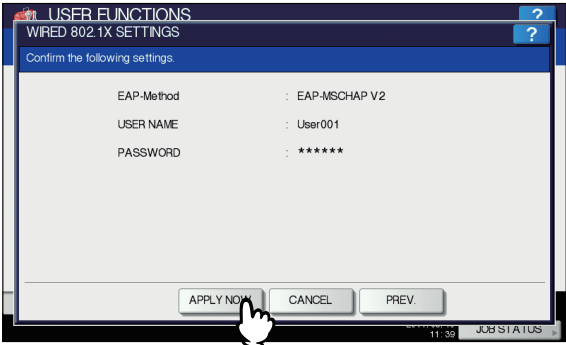 USER FUNCTIONS
?
WIRED 802.1X SETTINGS
?
Confirm the following settings.
EAP-Method : EAP-MSCHAP V2
USER NAME : User001
PASSWORD : ******
APPLY NOW
CANCEL
PREV.
11:39
JOB STATUS